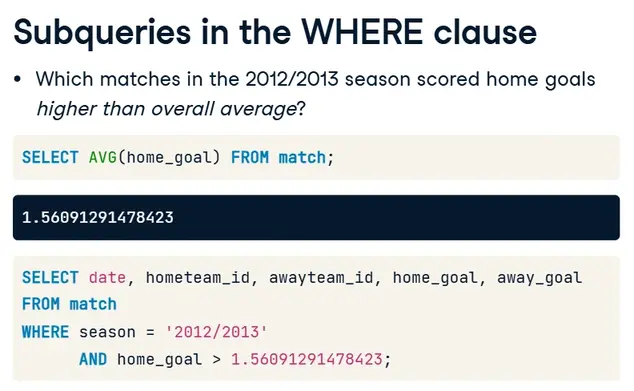 Subqueries in the WHERE clause
• Which matches in the 2012/2013 season scored home goals
higher than overall average?
SELECT AVG(home_goal) FROM match;
1.56091291478423
SELECT date, hometeam_id, awayteam_id, home_goal, away_goal
FROM match
WHERE season = '2012/2013'
AND home_goal > 1.56091291478423;